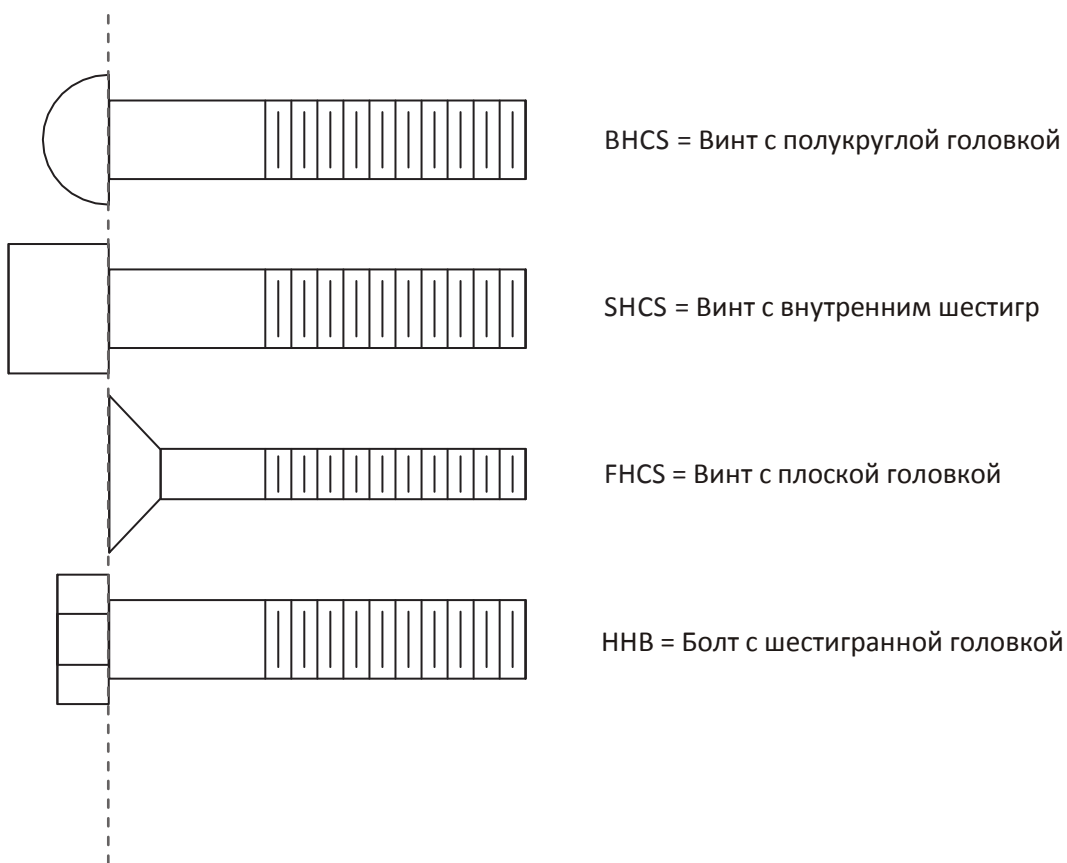 BHCS = Винт с полукруглой головкой
SHCS = Винт с внутренним шестигр
FHCS = Винт с плоской головкой
HHB = Болт с шестигранной головкой